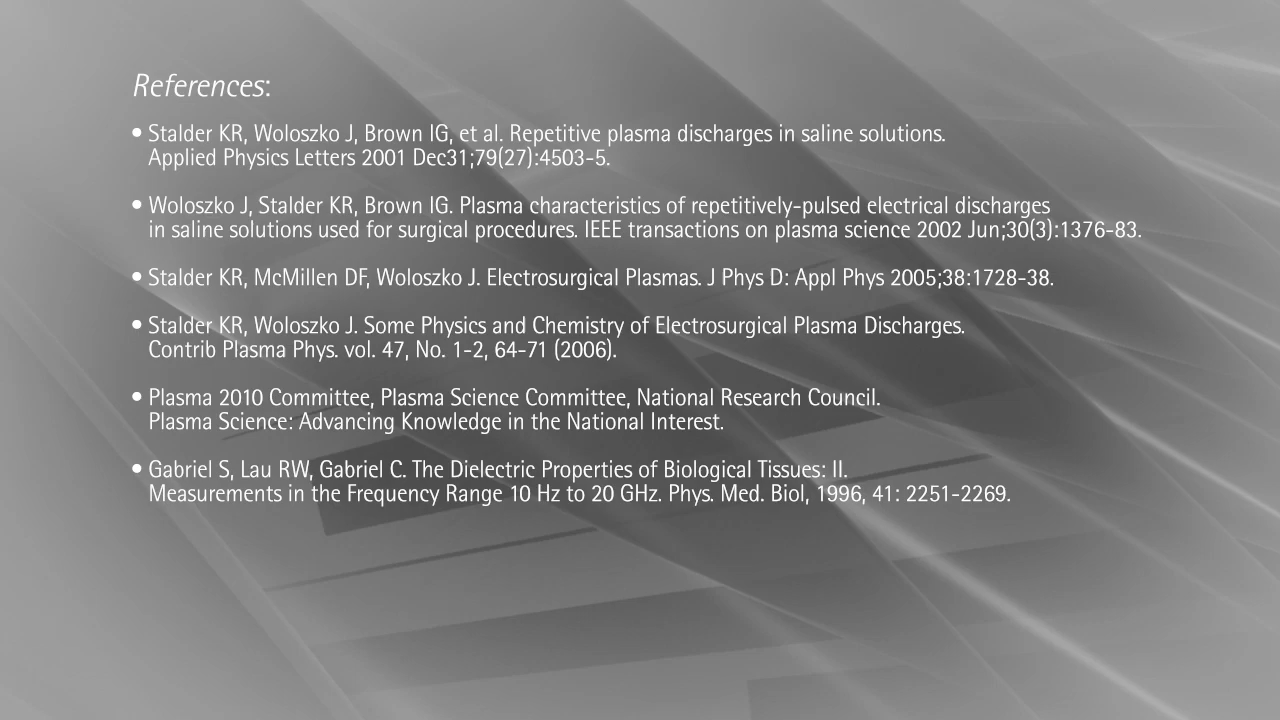 References:
• Stalder KR, Woloszko J, Brown IG, et al. Repetitive plasma discharges in saline solutions.
Applied Physics Letters 2001 Dec31;79(27):4503-5.
• Woloszko J, Stalder KR, Brown IG. Plasma characteristics of repetitively-pulsed electrical discharges
in saline solutions used for surgical procedures. IEEE transactions on plasma science 2002 Jun;30(3):1376-83.
• Stalder KR, McMillen DF, Woloszko J. Electrosurgical Plasmas. J Phys D: Appl Phys 2005;38:1728-38.
• Stalder KR, Woloszko J. Some Physics and Chemistry of Electrosurgical Plasma Discharges.
Contrib Plasma Phys. vol. 47, No. 1-2, 64-71 (2006).
• Plasma 2010 Committee, Plasma Science Committee, National Research Council.
Plasma Science: Advancing Knowledge in the National Interest.
• Gabriel S, Lau RW, Gabriel C. The Dielectric Properties of Biological Tissues: II.
Measurements in the Frequency Range 10 Hz to 20 GHz. Phys. Med. Biol, 1996, 41: 2251-2269.